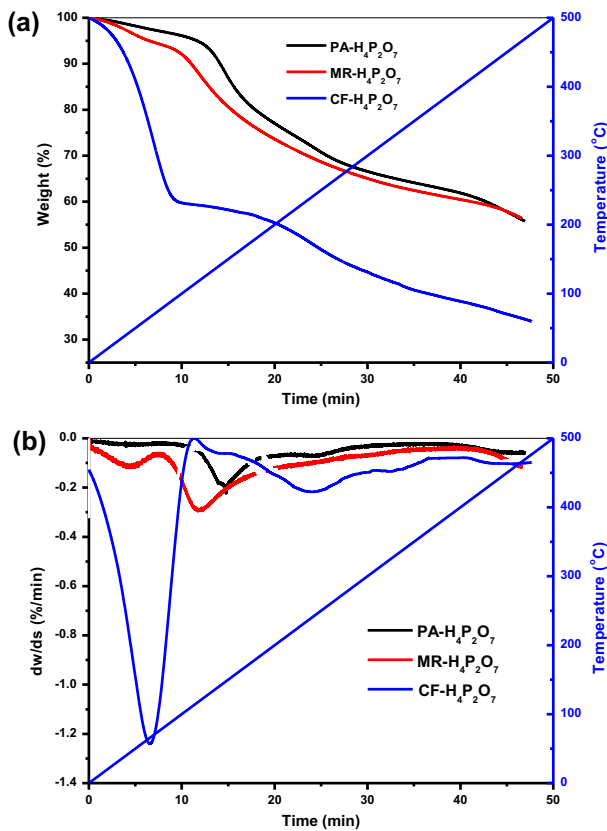 (a)
100
90
80
70
60
50
40
30
Weight (%)
PA-H₄P₂O₇
MR-H₄P₂O₇
CF-H₄P₂O₇
500
400
300
200
100
0
Temperature (°C)
0 10 20 30 40 50
Time (min)
(b)
0.0
-0.2
-0.4
-0.6
-0.8
-1.0
-1.2
-1.4
dw/ds (%/min)
PA-H₄P₂O₇
MR-H₄P₂O₇
CF-H₄P₂O₇
500
400
300
200
100
0
Temperature (°C)
0 10 20 30 40 50
Time (min)